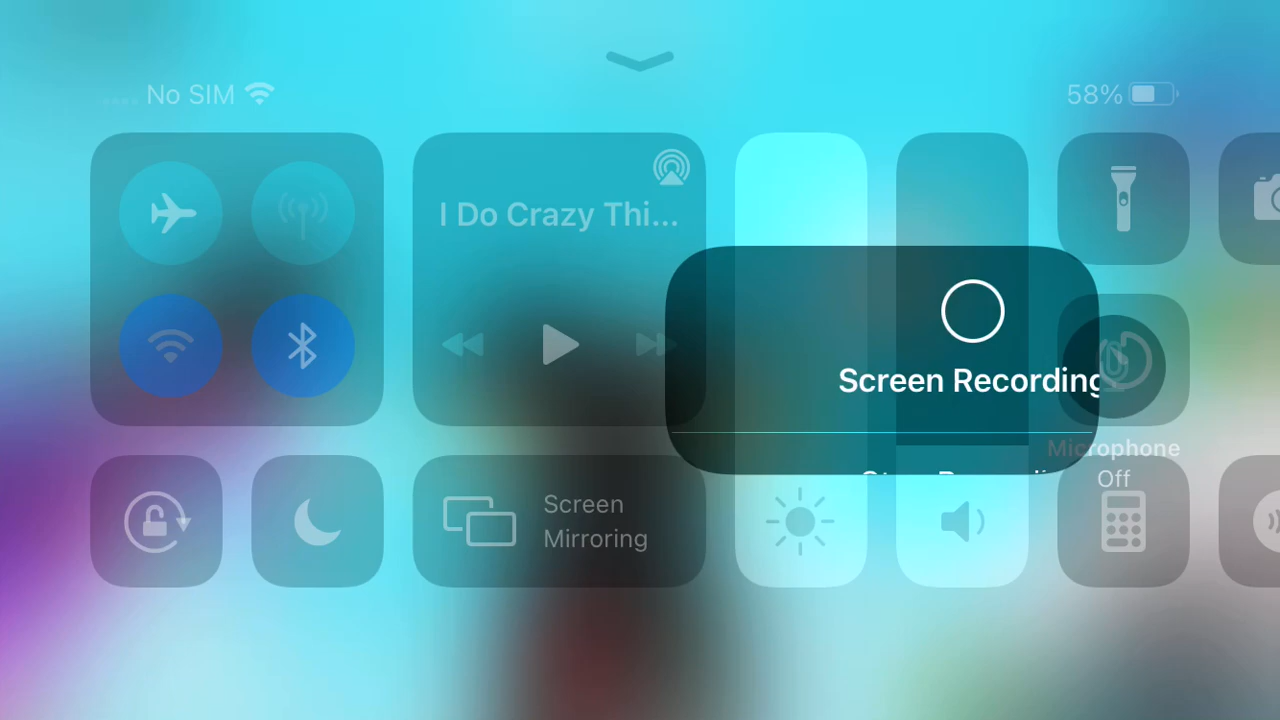 No SIM
58%
I Do Crazy Thi...
Screen Recording
Microphone
Off
Screen
Mirroring